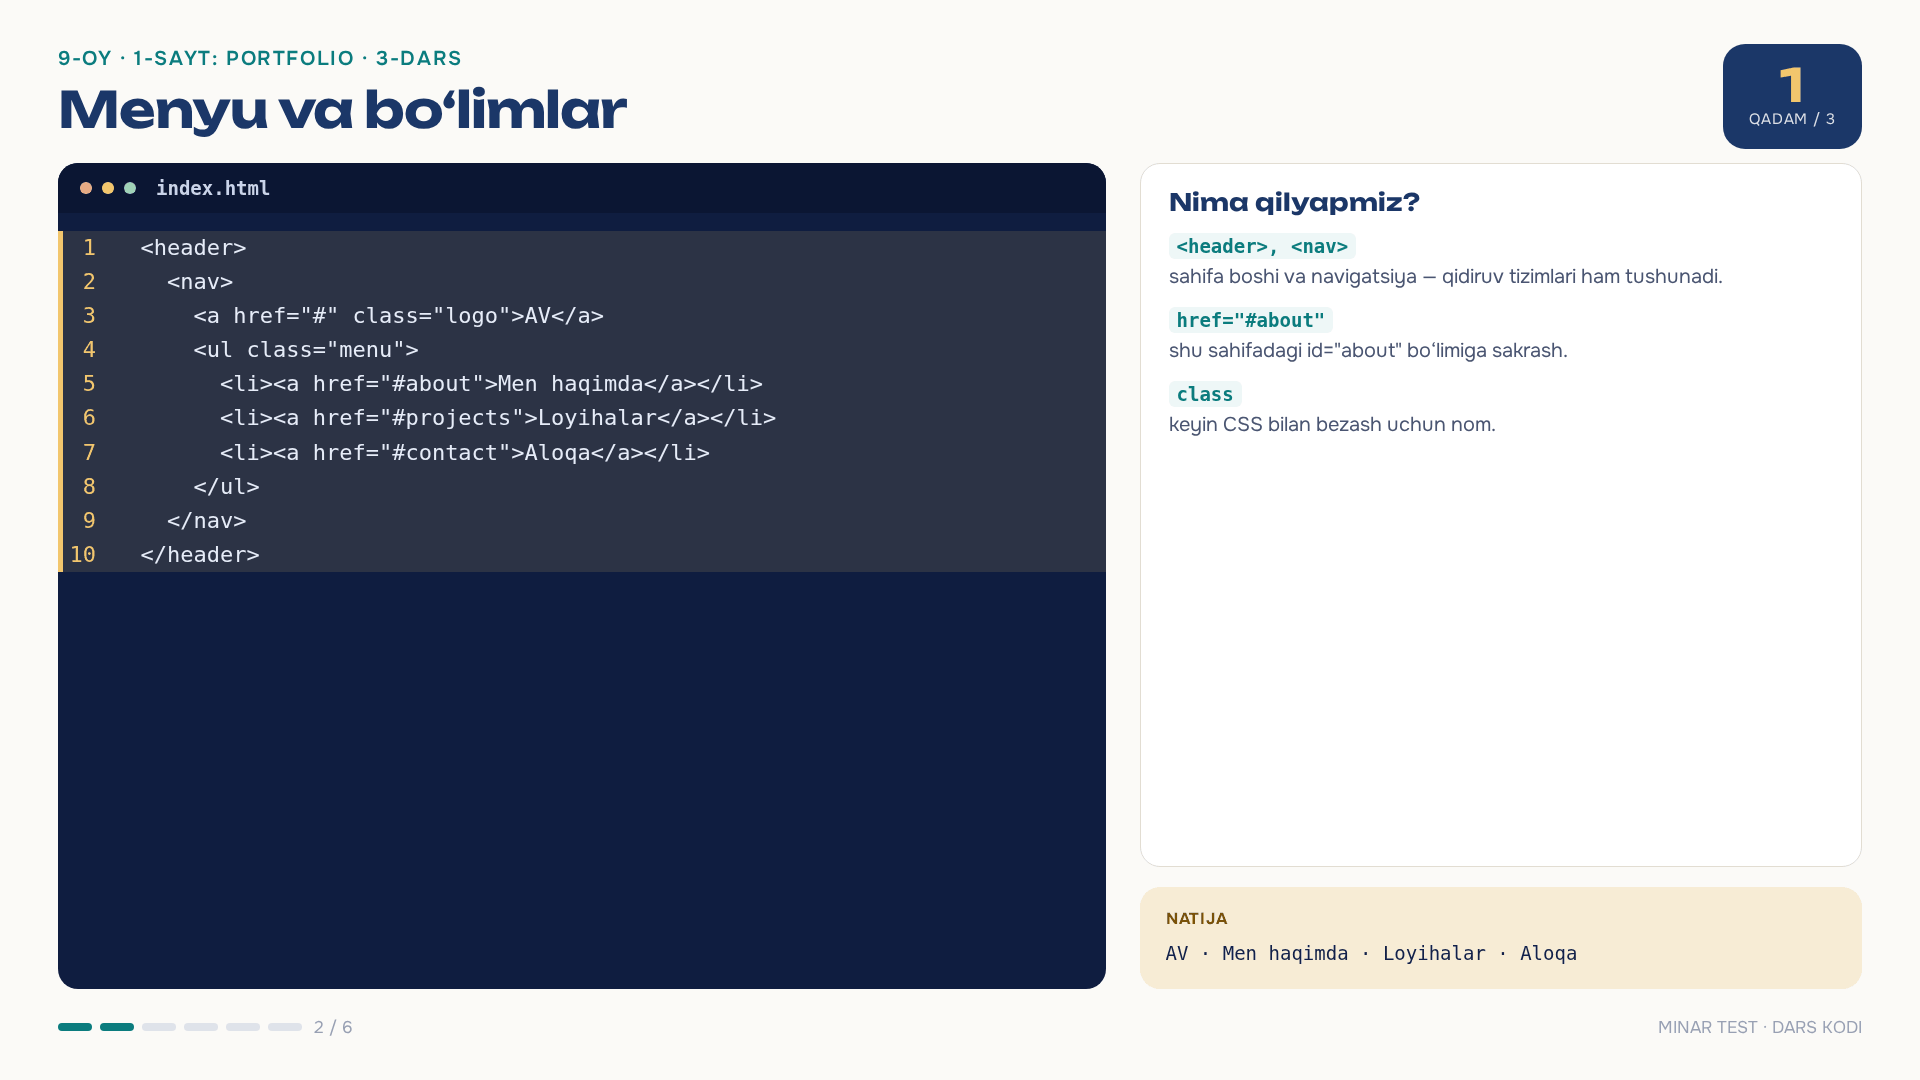 9-OY · 1-SAYT: PORTFOLIO · 3-DARS
Menyu va bo‘limlar
1
QADAM / 3
index.html
1 <header>
2 <nav>
3 <a href="#" class="logo">AV</a>
4 <ul class="menu">
5 <li><a href="#about">Men haqimda</a></li>
6 <li><a href="#projects">Loyihalar</a></li>
7 <li><a href="#contact">Aloqa</a></li>
8 </ul>
9 </nav>
10 </header>
Nima qilyapmiz?
<header>, <nav>
sahifa boshi va navigatsiya — qidiruv tizimlari ham tushunadi.
href="#about"
shu sahifadagi id="about" bo‘limiga sakrash.
class
keyin CSS bilan bezash uchun nom.
NATIJA
AV · Men haqimda · Loyihalar · Aloqa
2 / 6
MINAR TEST · DARS KODI